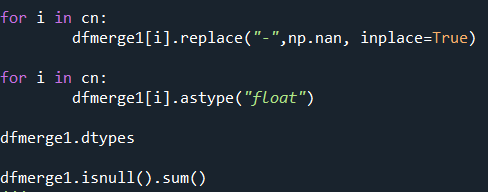 for i in cn:
        dfmerge1[i].replace("-",np.nan, inplace=True)
for i in cn:
        dfmerge1[i].astype("float")
dfmerge1.dtypes
dfmerge1.isnull().sum()